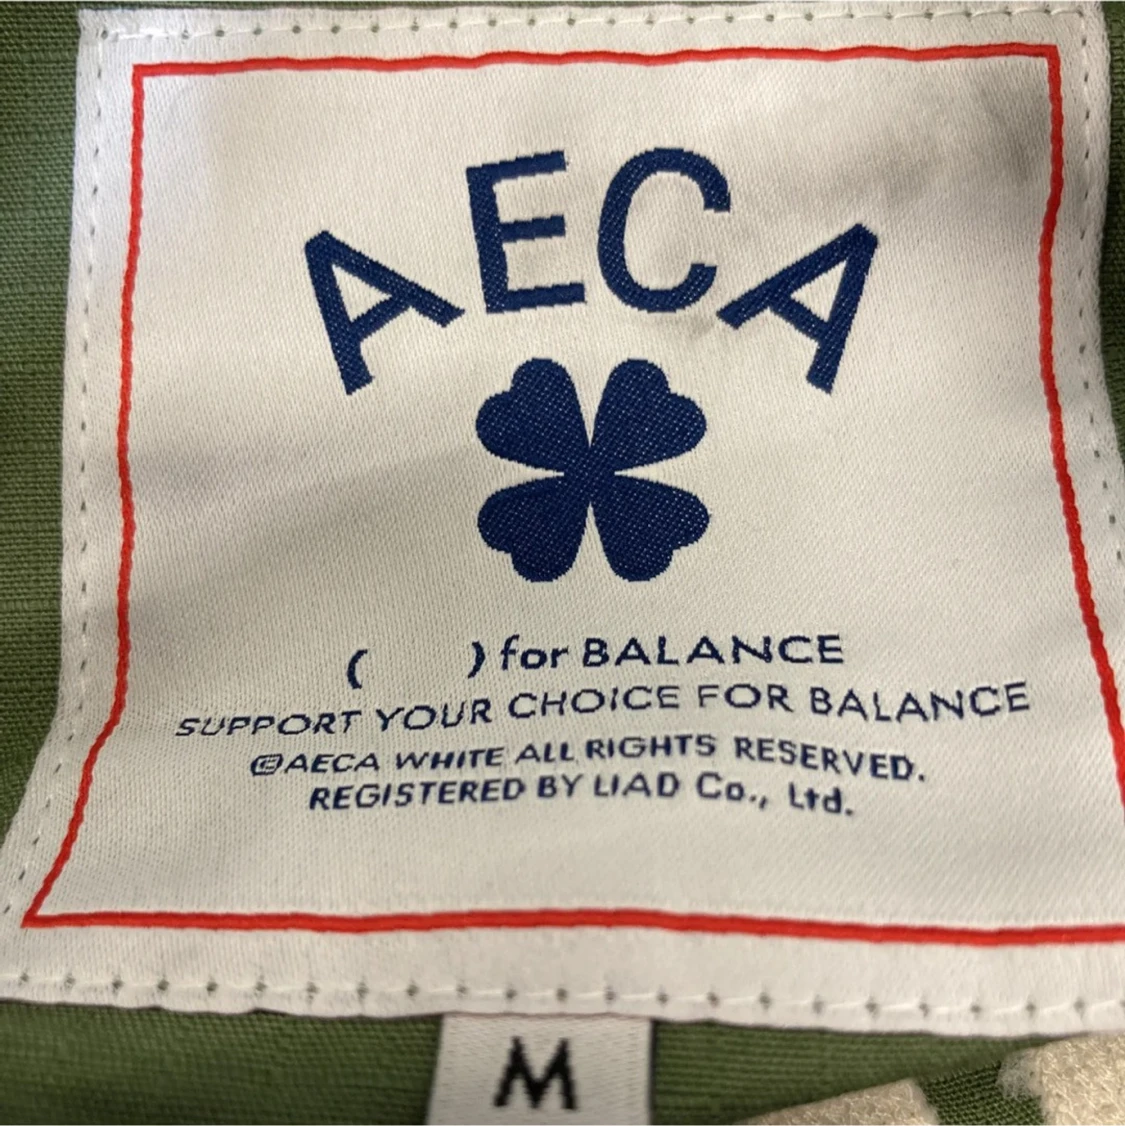 AECA
( ) for BALANCE
SUPPORT YOUR CHOICE FOR BALANCE
©AECA WHITE ALL RIGHTS RESERVED.
REGISTERED BY LIAD Co., Ltd.
M